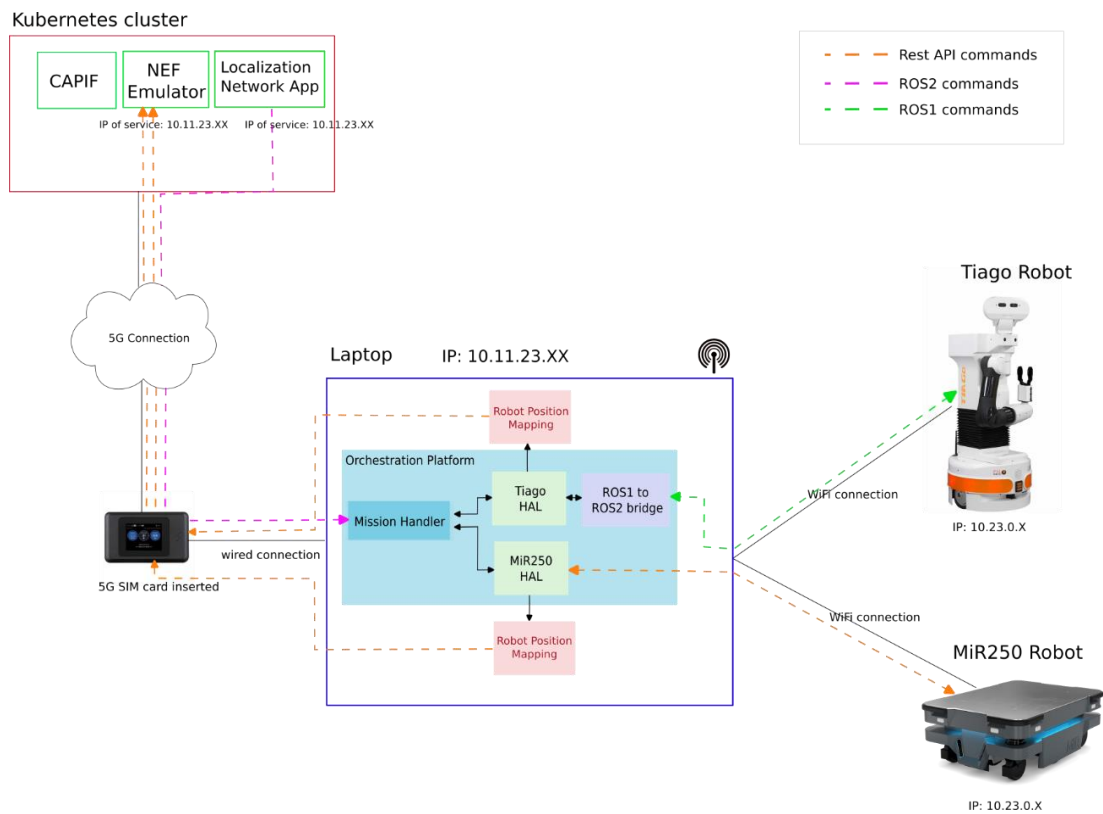 Kubernetes cluster
CAPIF
NEF
Emulator
Localization
Network App
IP of service: 10.11.23.XX
IP of service: 10.11.23.XX
Rest API commands
ROS2 commands
ROS1 commands
5G Connection
Laptop
IP: 10.11.23.XX
Tiago Robot
Robot Position
Mapping
Orchestration Platform
Mission Handler
Tiago
HAL
ROS1 to
ROS2 bridge
MiR250
HAL
Robot Position
Mapping
wired connection
5G SIM card inserted
WiFi connection
IP: 10.23.0.X
WiFi connection
MiR250 Robot
IP: 10.23.0.X